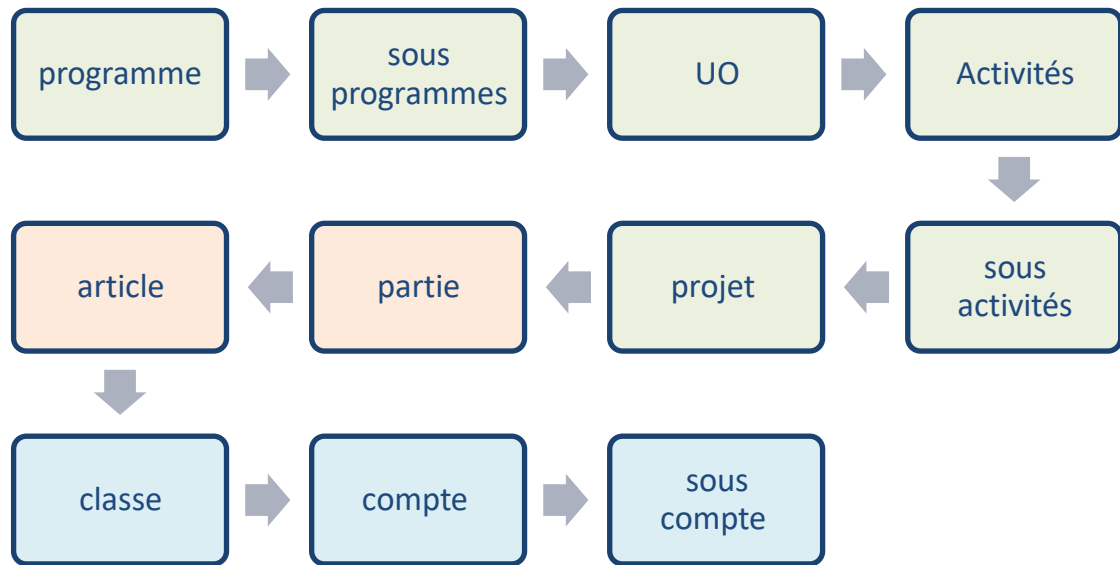 programme
sous
programmes
UO
Activités
sous
activités
projet
partie
article
classe
compte
sous
compte